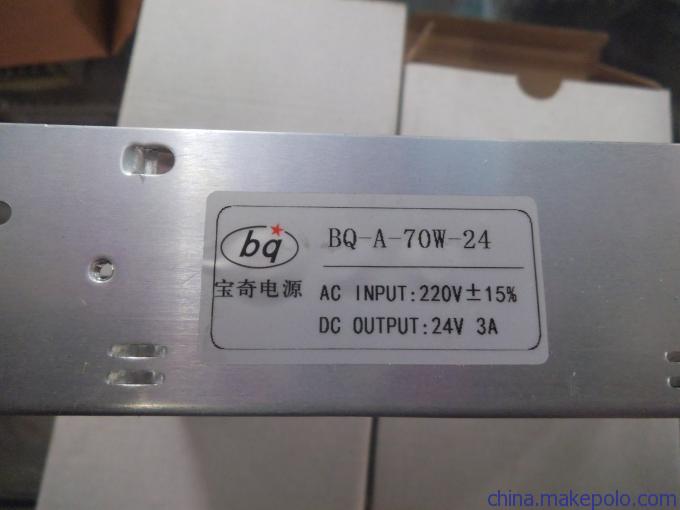 bq
BQ-A-70W-24
宝奇电源
AC INPUT:220V±15%
DC OUTPUT:24V 3A
china.makepolo.com